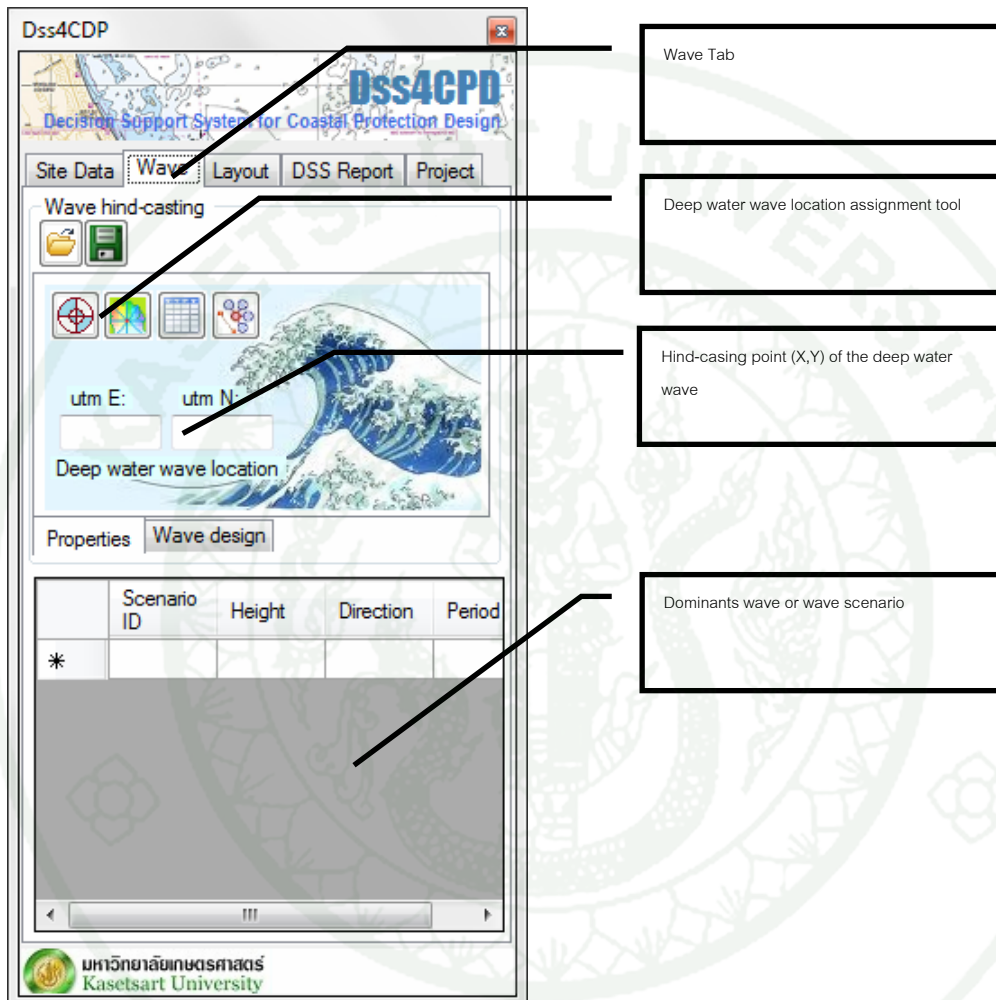 Dss4CDP
Dss4CPD
Decision Support System for Coastal Protection Design
Site Data Wave Layout DSS Report Project
Wave hind-casting
utm E: utm N:
Deep water wave location :
Properties Wave design
Scenario ID Height Direction Period
*
มหาวิทยาลัยเกษตรศาสตร์
Kasetsart University
Wave Tab
Deep water wave location assignment tool
Hind-casing point (X,Y) of the deep water
wave
Dominants wave or wave scenario
KASETSART UNIVERSITY